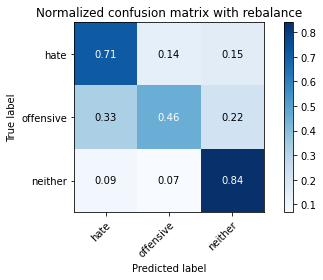 Normalized confusion matrix with rebalance
True label
hate 0.71 0.14 0.15
offensive 0.33 0.46 0.22
neither 0.09 0.07 0.84
hate offensive neither
Predicted label
0.8
0.7
0.6
0.5
0.4
0.3
0.2
0.1